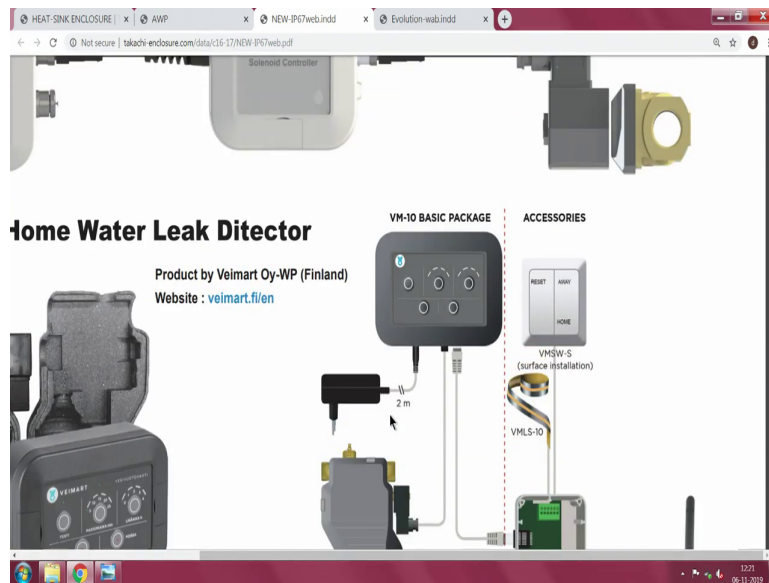 HEAT-SINK ENCLOSURE |
AWP
NEW-IP67web.indd
Evolution-wab.indd
Not secure | takachi-enclosure.com/data/c16-17/NEW-IP67web.pdf
d
Solenoid Controller
Home Water Leak Ditector
Product by Veimart Oy-WP (Finland)
Website : veimart.fi/en
VM-10 BASIC PACKAGE
ACCESSORIES
RESET
AWAY
HOME
VMSW-S
(surface installation)
2 m
VMLS-10
VEIMART
12:21
06-11-2019